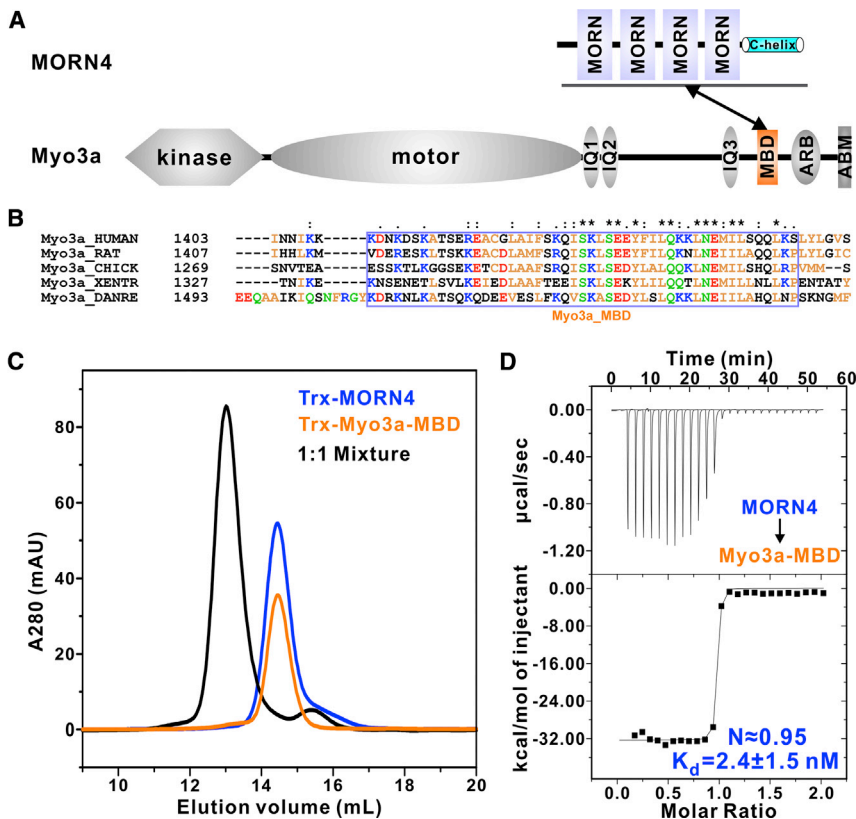 A
MORN4
MORN MORN MORN MORN C-helix
Myo3a
kinase motor IQ1 IQ2 IQ3 MBD ARB ABM
B
Myo3a_HUMAN 1403 ----INNIKK-----KDNKDSKATSEREACGLAIFSKQISKLSEEYFILQKKLNEMILSQQLKSLYLGVS
Myo3a_RAT 1407 ----IHHLKM-----VDERESKATSEKEACDLAMFSRQISKLSEEYFILQKKLNEMILSQQLKPLYLGIC
Myo3a_CHICK 1269 ---SNVTEA-----ESSKTLKGGSEKETCDLAIFSKQISKLSEEYLILQQKLNEMILSQQLRPVMM---S
Myo3a_XENTR 1327 ----TNIKE-----KNSENETLSVLKEIEDLAAFTEEISKLSEEYFILQQTKLNEIILAQQLKPENTATY
Myo3a_DANRE 1493 EEQAAIKIQSNFRGYKDRKNLKATSQKQDEEVESLFKQVSKASEDYLSLQKKLNEIILAHQLNPSKNGMF
Myo3a_MBD
C
Trx-MORN4
Trx-Myo3a-MBD
1:1 Mixture
A280 (mAU)
80
60
40
20
0
10 12 14 16 18 20
Elution volume (mL)
D
Time (min)
0 10 20 30 40 50 60
0.00
-0.40
-0.80
-1.20
µcal/sec
MORN4
Myo3a-MBD
0.00
-8.00
-16.00
-24.00
-32.00
kcal/mol of injectant
N≈0.95
Kd=2.4±1.5 nM
0.0 0.5 1.0 1.5 2.0
Molar Ratio